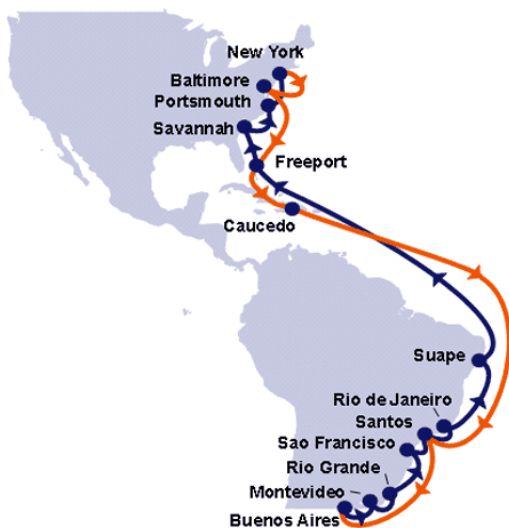 New York
Baltimore
Portsmouth
Savannah
Freeport
Caucedo
Suape
Rio de Janeiro
Santos
Sao Francisco
Rio Grande
Montevideo
Buenos Aires